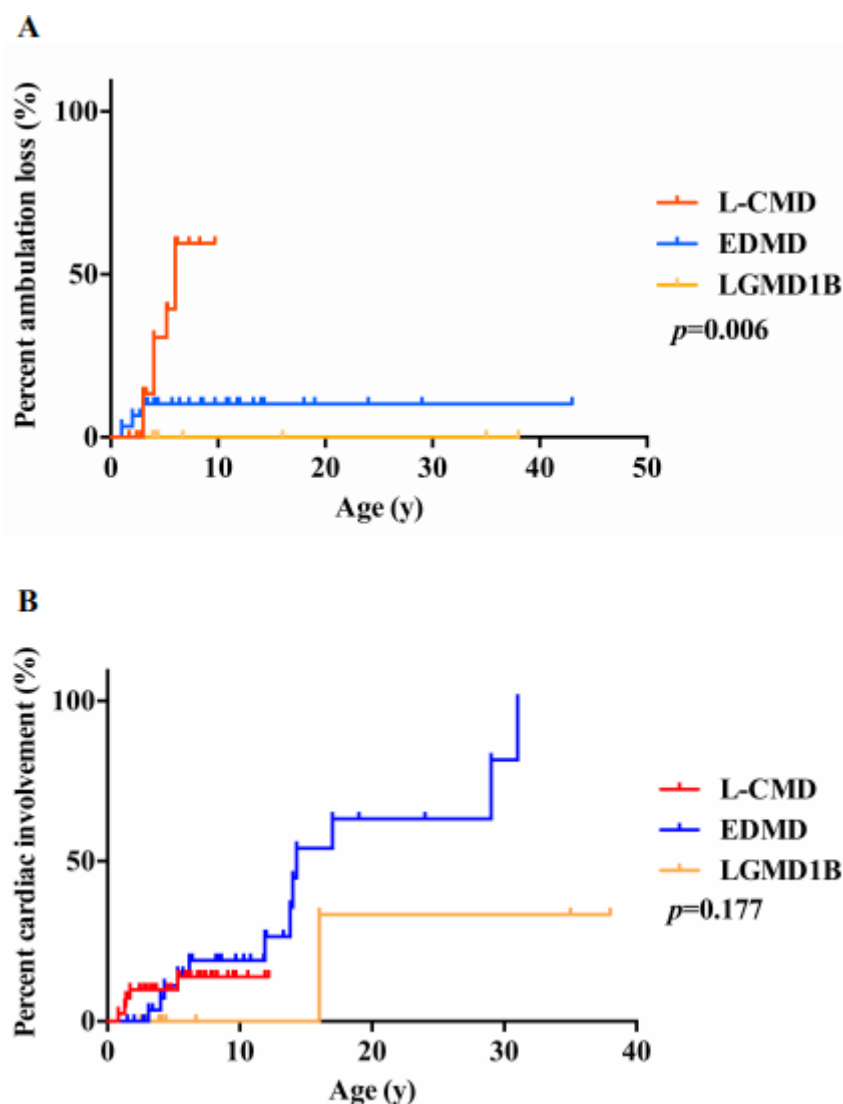 A
Percent ambulation loss (%)
100
50
0
0 10 20 30 40 50
Age (y)
L-CMD
EDMD
LGMD1B
p=0.006
B
Percent cardiac involvement (%)
100
50
0
0 10 20 30 40
Age (y)
L-CMD
EDMD
LGMD1B
p=0.177